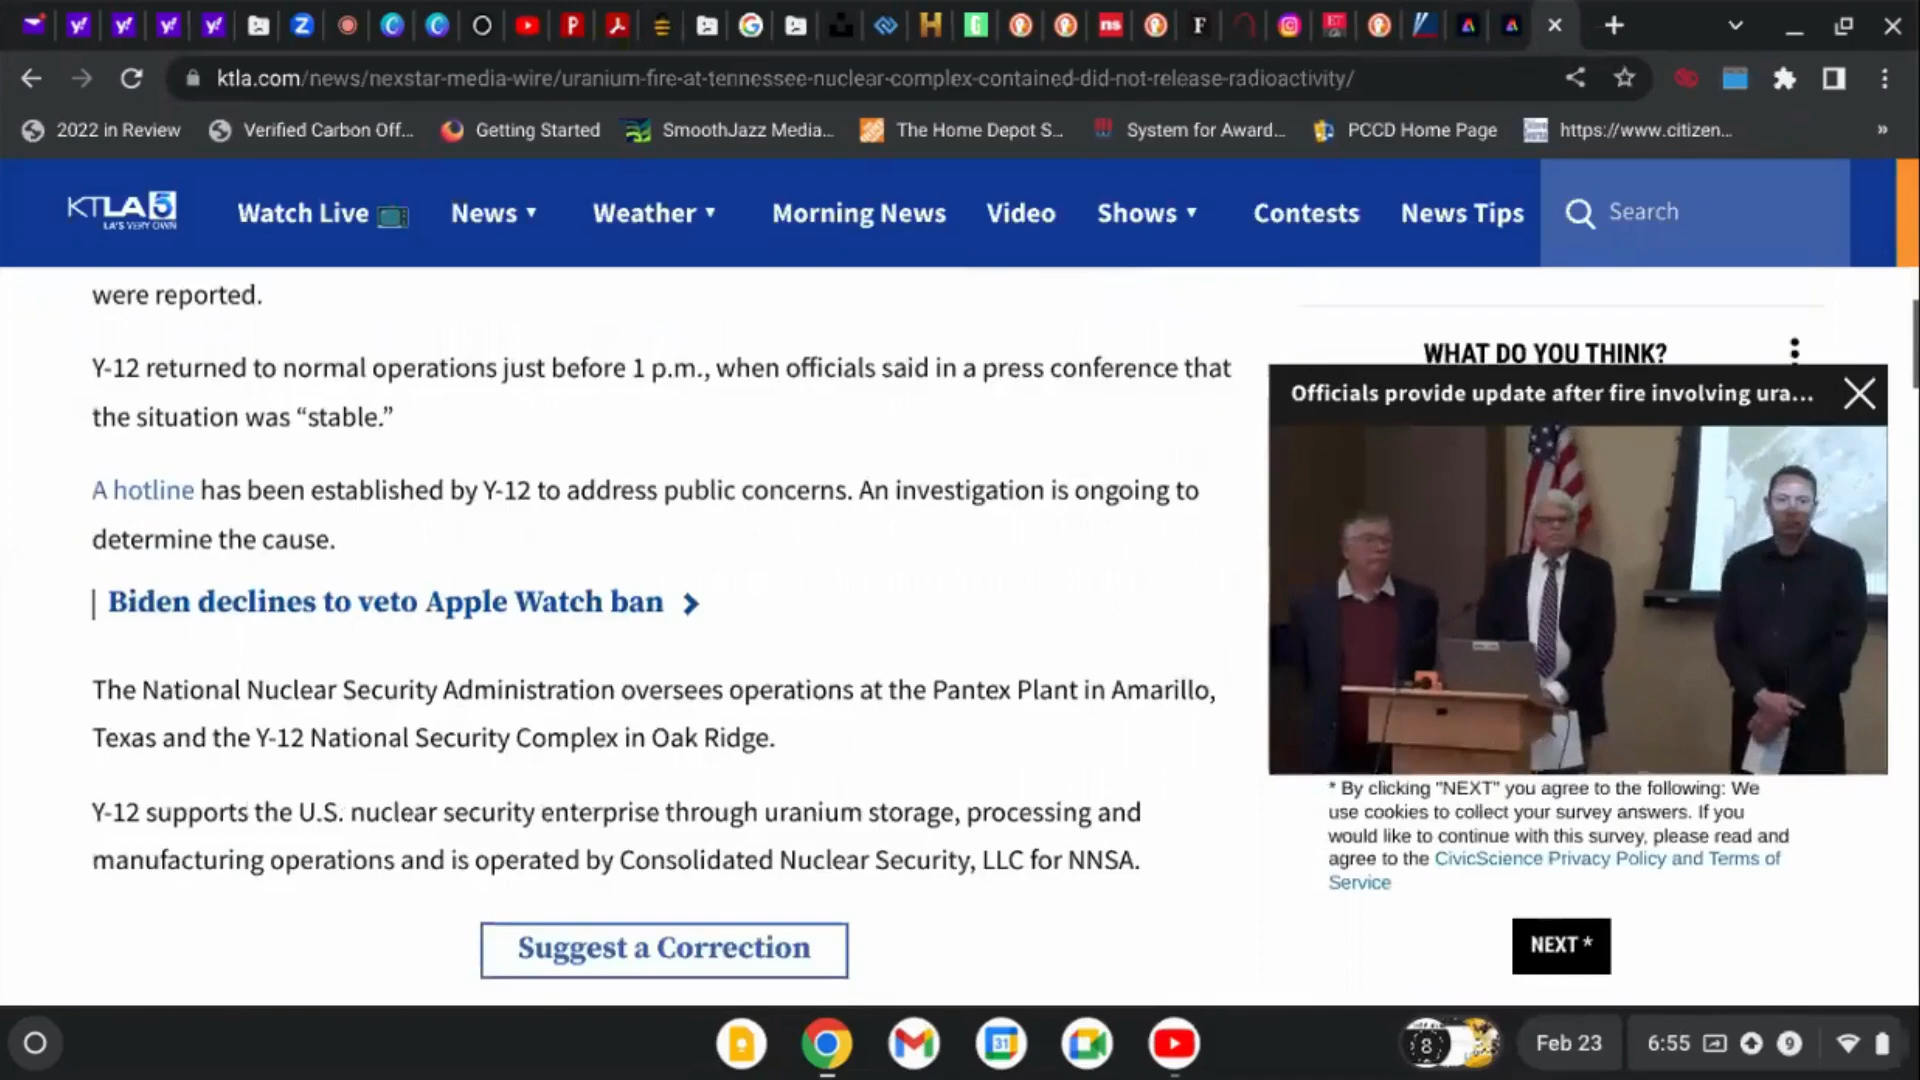 ktla.com/news/nexstar-media-wire/uranium-fire-at-tennessee-nuclear-complex-contained-did-not-release-radioactivity/
2022 in Review
Verified Carbon Off...
Getting Started
SmoothJazz Media...
The Home Depot S...
System for Award...
PCCD Home Page
https://www.citizen...
»
KTLA 5
LA'S VERY OWN
Watch Live
News
Weather
Morning News
Video
Shows
Contests
News Tips
Search
were reported.
Y-12 returned to normal operations just before 1 p.m., when officials said in a press conference that
the situation was “stable.”
A hotline has been established by Y-12 to address public concerns. An investigation is ongoing to
determine the cause.
Biden declines to veto Apple Watch ban
The National Nuclear Security Administration oversees operations at the Pantex Plant in Amarillo,
Texas and the Y-12 National Security Complex in Oak Ridge.
Y-12 supports the U.S. nuclear security enterprise through uranium storage, processing and
manufacturing operations and is operated by Consolidated Nuclear Security, LLC for NNSA.
Suggest a Correction
WHAT DO YOU THINK?
Officials provide update after fire involving ura...
* By clicking "NEXT" you agree to the following: We
use cookies to collect your survey answers. If you
would like to continue with this survey, please read and
agree to the CivicScience Privacy Policy and Terms of
Service
NEXT *
31
8
Feb 23
6:55
9